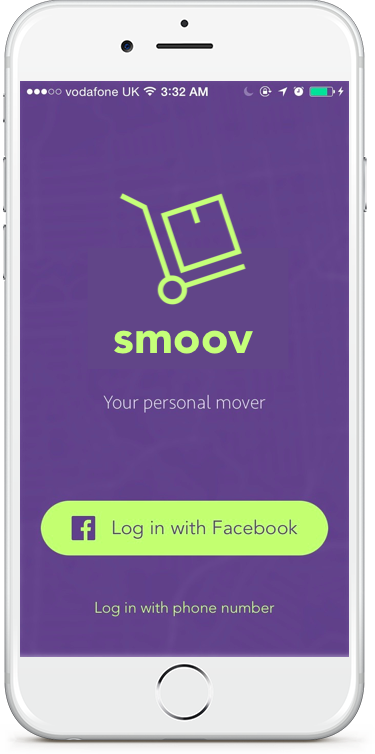 vodafone UK 3:32 AM
smoov
Your personal mover
Log in with Facebook
Log in with phone number